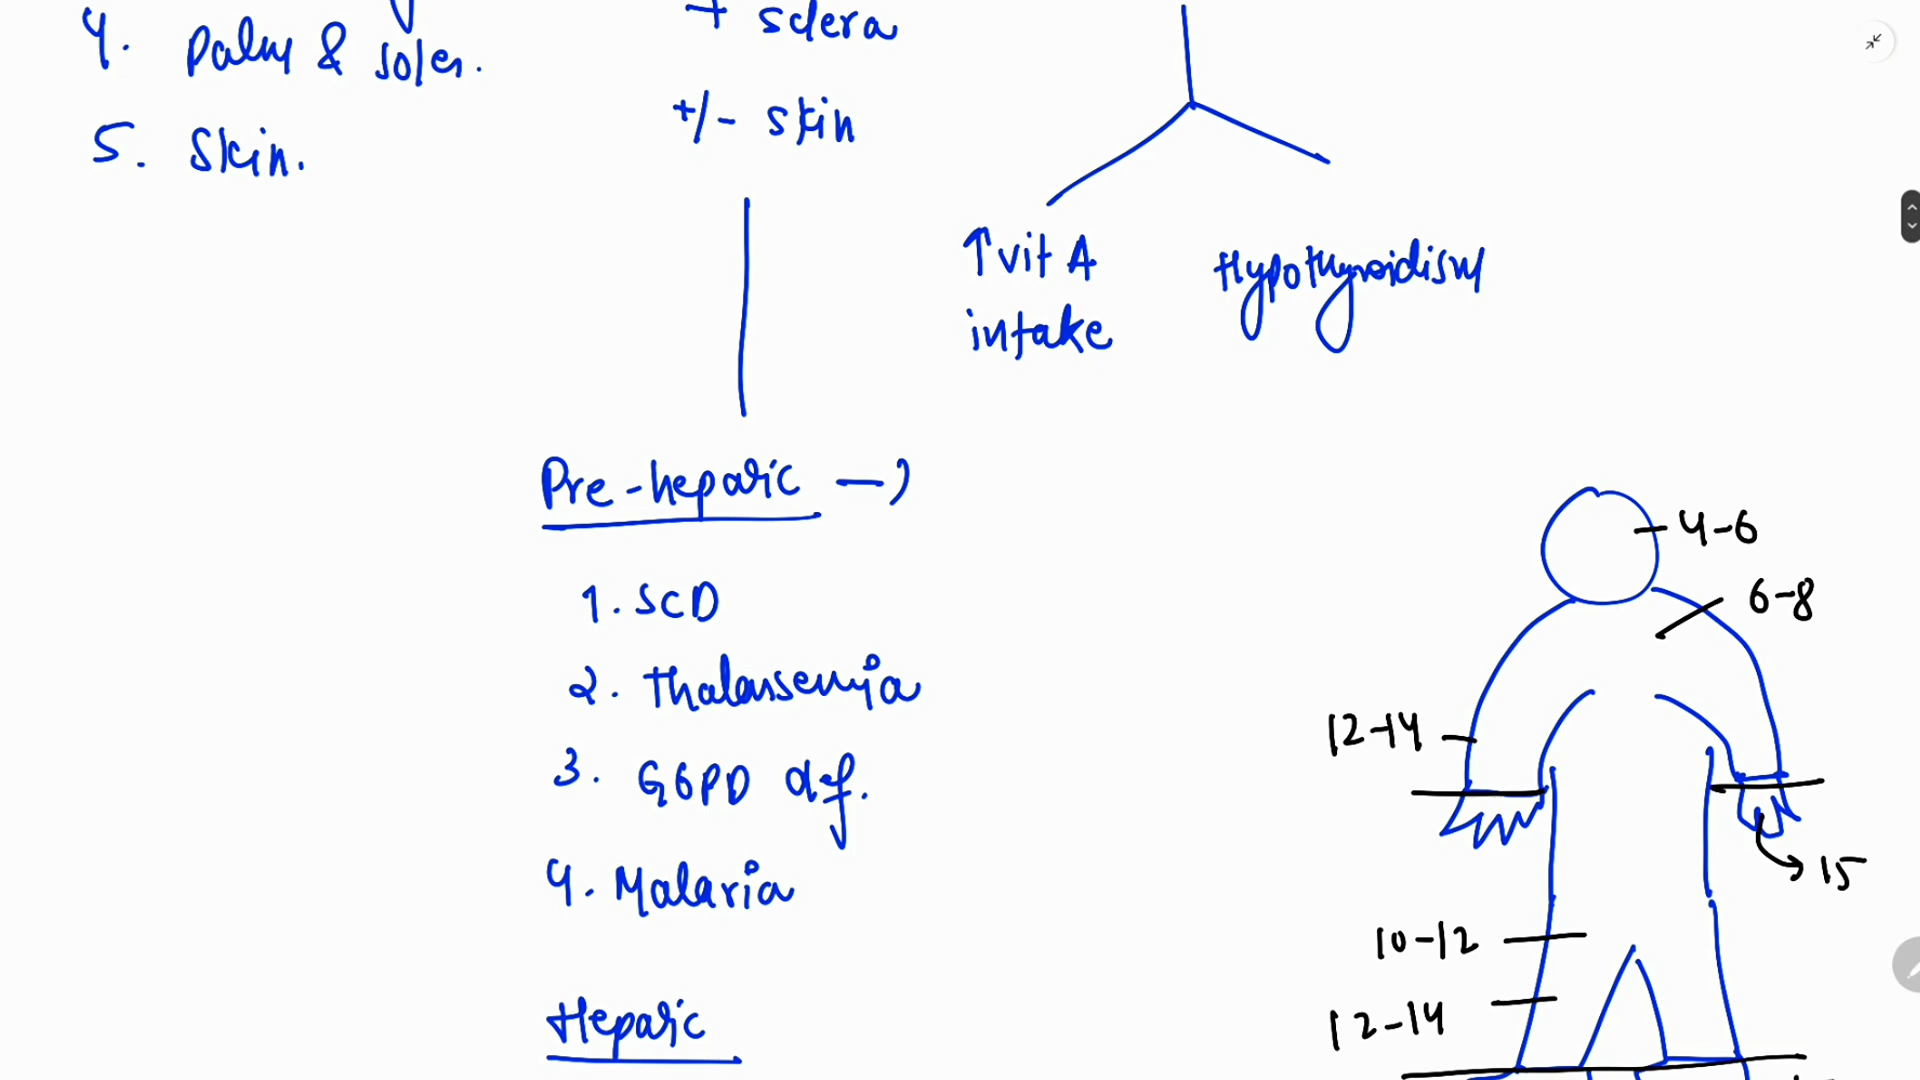 4. Palm & soles.
5. Skin.
+ sclera
+/- skin
↑ vit A
intake
Hypothyroidism
Pre-hepatic →
1. SCD
2. Thalassemia
3. G6PD def.
4. Malaria
Hepatic
4-6
6-8
12-14
15
10-12
12-14